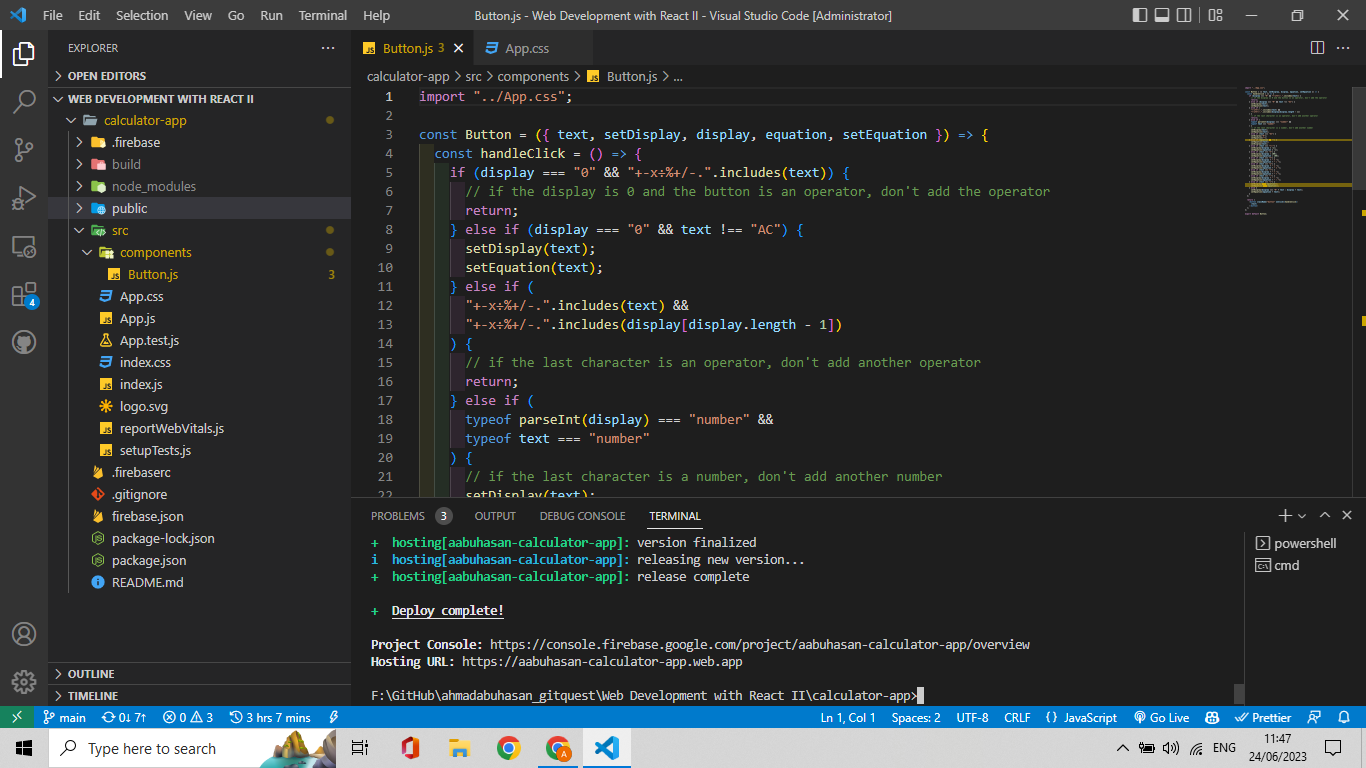 File Edit Selection View Go Run Terminal Help Button.js - Web Development with React II - Visual Studio Code [Administrator]
EXPLORER
OPEN EDITORS
WEB DEVELOPMENT WITH REACT II
calculator-app
.firebase
build
node_modules
public
src
components
Button.js 3
App.css
App.js
App.test.js
index.css
index.js
logo.svg
reportWebVitals.js
setupTests.js
.firebaserc
.gitignore
firebase.json
package-lock.json
package.json
README.md
OUTLINE
TIMELINE
4
Button.js 3 App.css
calculator-app > src > components > Button.js > ...
1 import "../App.css";
2
3 const Button = ({ text, setDisplay, display, equation, setEquation }) => {
4 const handleClick = () => {
5 if (display === "0" && "+-x÷%+/-.".includes(text)) {
6 // if the display is 0 and the button is an operator, don't add the operator
7 return;
8 } else if (display === "0" && text !== "AC") {
9 setDisplay(text);
10 setEquation(text);
11 } else if (
12 "+-x÷%+/-.".includes(text) &&
13 "+-x÷%+/-.".includes(display[display.length - 1])
14 ) {
15 // if the last character is an operator, don't add another operator
16 return;
17 } else if (
18 typeof parseInt(display) === "number" &&
19 typeof text === "number"
20 ) {
21 // if the last character is a number, don't add another number
22 setDisplay(text);
PROBLEMS 3 OUTPUT DEBUG CONSOLE TERMINAL
+ hosting[aabuhasan-calculator-app]: version finalized
i hosting[aabuhasan-calculator-app]: releasing new version...
+ hosting[aabuhasan-calculator-app]: release complete
+ Deploy complete!
Project Console: https://console.firebase.google.com/project/aabuhasan-calculator-app/overview
Hosting URL: https://aabuhasan-calculator-app.web.app
F:\GitHub\ahmadabuhasan_gitquest\Web Development with React II\calculator-app>
powershell
cmd
main 0↓ 7↑ 0 3 3 hrs 7 mins Ln 1, Col 1 Spaces: 2 UTF-8 CRLF {} JavaScript Go Live Prettier
Type here to search
ENG
11:47
24/06/2023